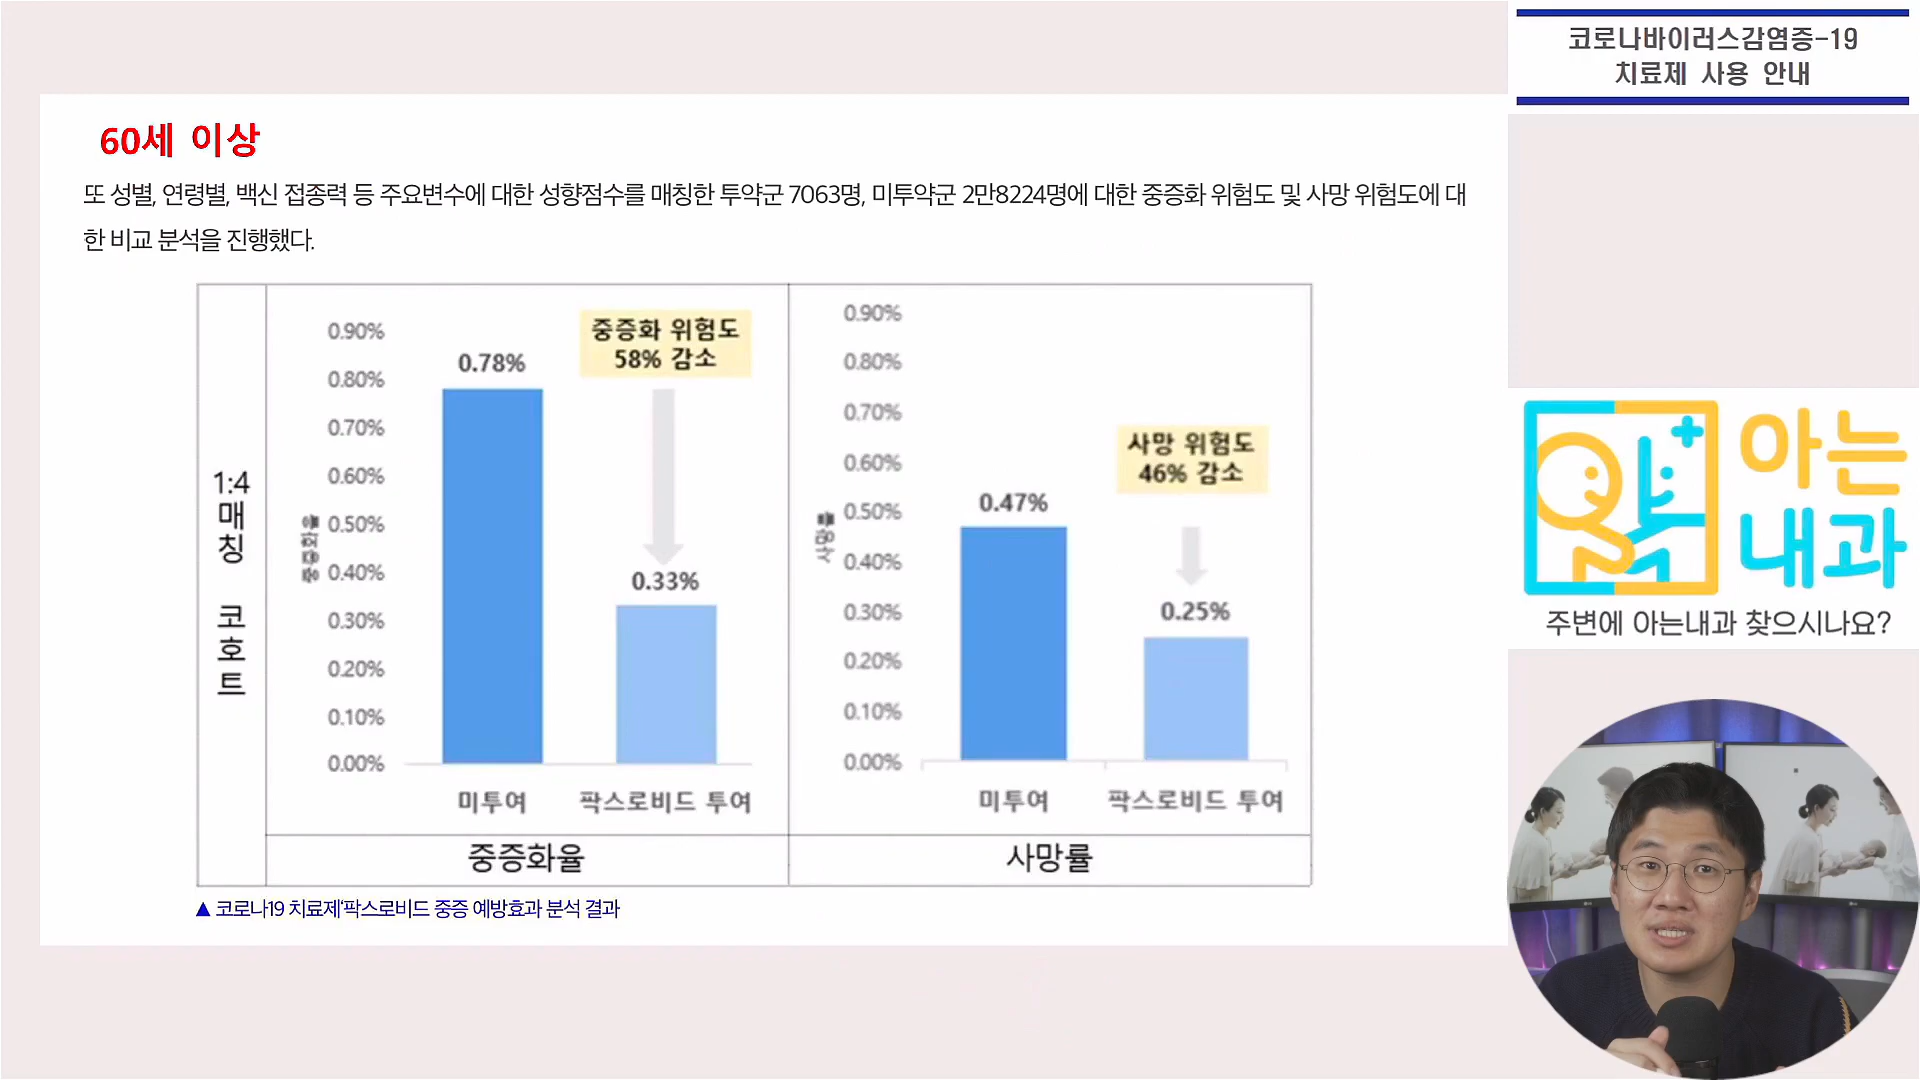 코로나바이러스감염증-19
치료제 사용 안내
60세 이상
또 성별, 연령별, 백신 접종력 등 주요변수에 대한 성향점수를 매칭한 투약군 7063명, 미투약군 2만8224명에 대한 중증화 위험도 및 사망 위험도에 대
한 비교 분석을 진행했다.
1:4
매
칭
코
호
트
중증화율
0.90%
0.80%
0.70%
0.60%
0.50%
0.40%
0.30%
0.20%
0.10%
0.00%
0.78%
중증화 위험도
58% 감소
0.33%
미투여
팍스로비드 투여
중증화율
사망률
0.90%
0.80%
0.70%
0.60%
0.50%
0.40%
0.30%
0.20%
0.10%
0.00%
0.47%
사망 위험도
46% 감소
0.25%
미투여
팍스로비드 투여
사망률
▲ 코로나19 치료제‘팍스로비드 중증 예방효과 분석 결과
아는
내과
주변에 아는내과 찾으시나요?